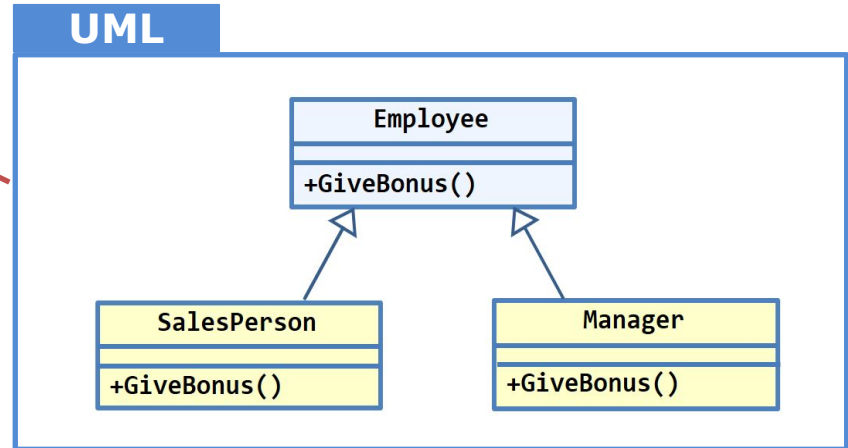 UML
Employee
+GiveBonus()
SalesPerson
+GiveBonus()
Manager
+GiveBonus()